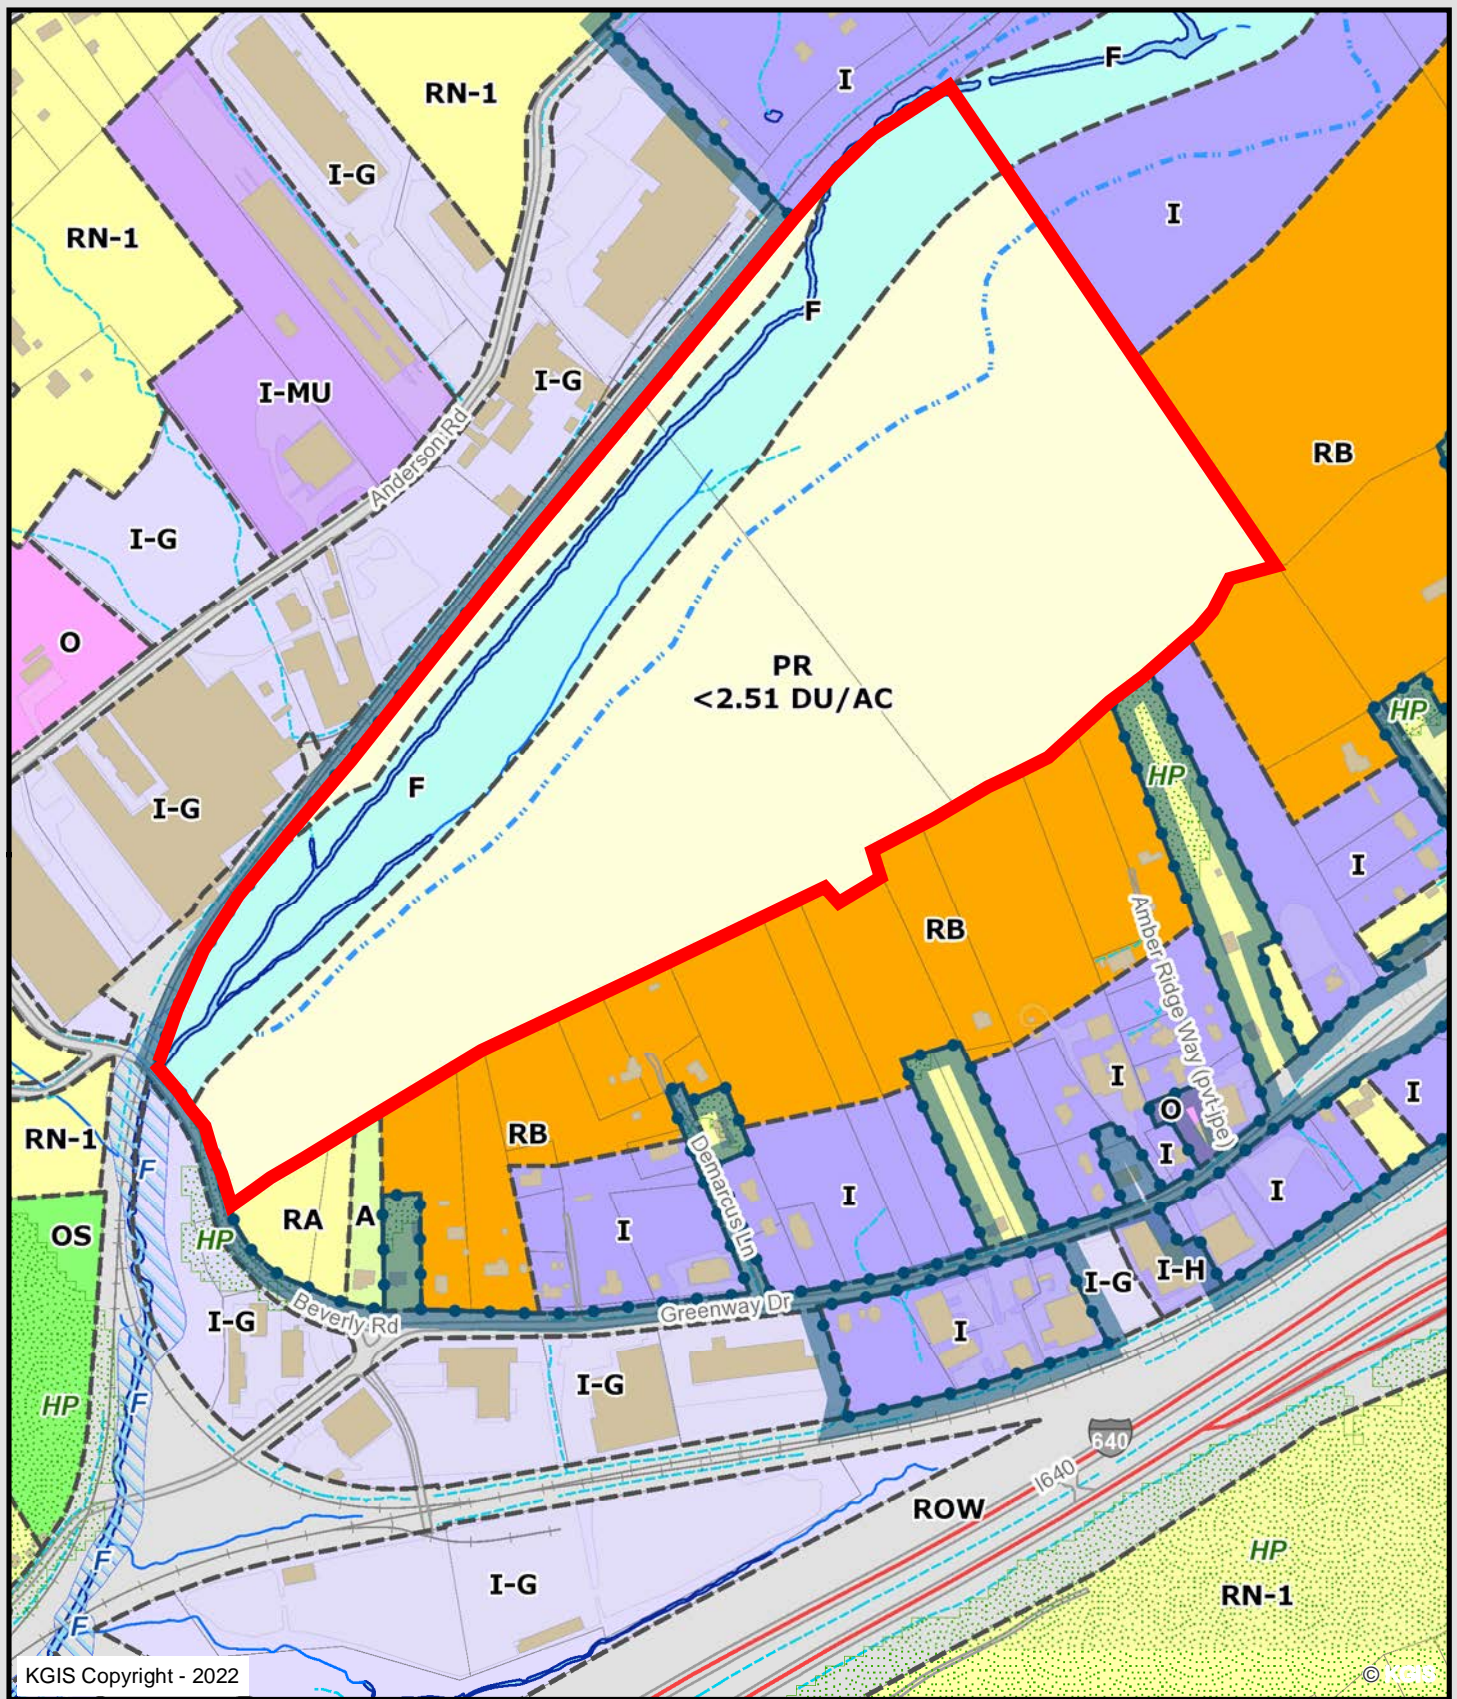 F
I
RN-1
I-G
I
RN-1
F
I-G
I-MU
Anderson Rd
RB
I-G
O
PR
<2.51 DU/AC
HP
HP
F
I-G
I
RB
Amber Ridge Way (pvt-jpe)
I
I
O
RB
RN-1
I
F
Demarcus Ln
I
I
RA
A
OS
HP
I
I-H
I-G
Beverly Rd
Greenway Dr
I-G
I
I-G
HP
F
640
I640
ROW
F
HP
I-G
RN-1
F
KGIS Copyright - 2022
© KGIS